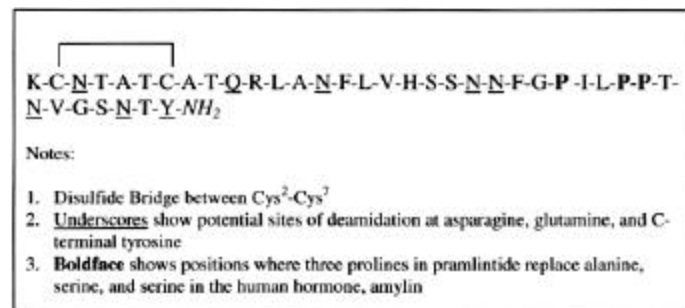 K-C-N-T-A-T-C-A-T-Q-R-L-A-N-F-L-V-H-S-S-N-N-F-G-P-I-L-P-P-T-
N-V-G-S-N-T-Y-NH₂
Notes:
1. Disulfide Bridge between Cys²-Cys⁷
2. Underscores show potential sites of deamidation at asparagine, glutamine, and C-
terminal tyrosine
3. Boldface shows positions where three prolines in pramlintide replace alanine,
serine, and serine in the human hormone, amylin